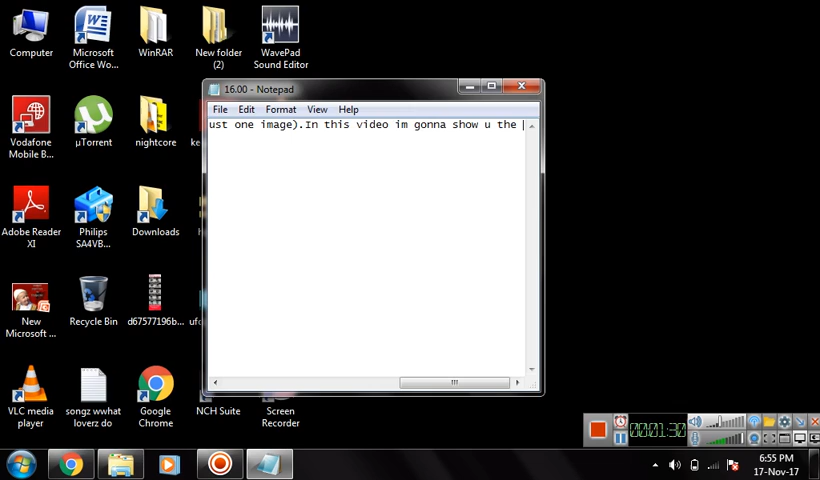 Computer
Microsoft
Office Wo...
WinRAR
New folder
(2)
WavePad
Sound Editor
16.00 - Notepad
File Edit Format View Help
ust one image).In this video im gonna show u the
Vodafone
Mobile B...
µTorrent
nightcore
ke
Adobe Reader
XI
Philips
SA4VB...
Downloads
New
Microsoft ...
Recycle Bin
d67577196b...
ufo
VLC media
player
songz wwhat
loverz do
Google
Chrome
NCH Suite
Screen
Recorder
0001:30
6:55 PM
17-Nov-17